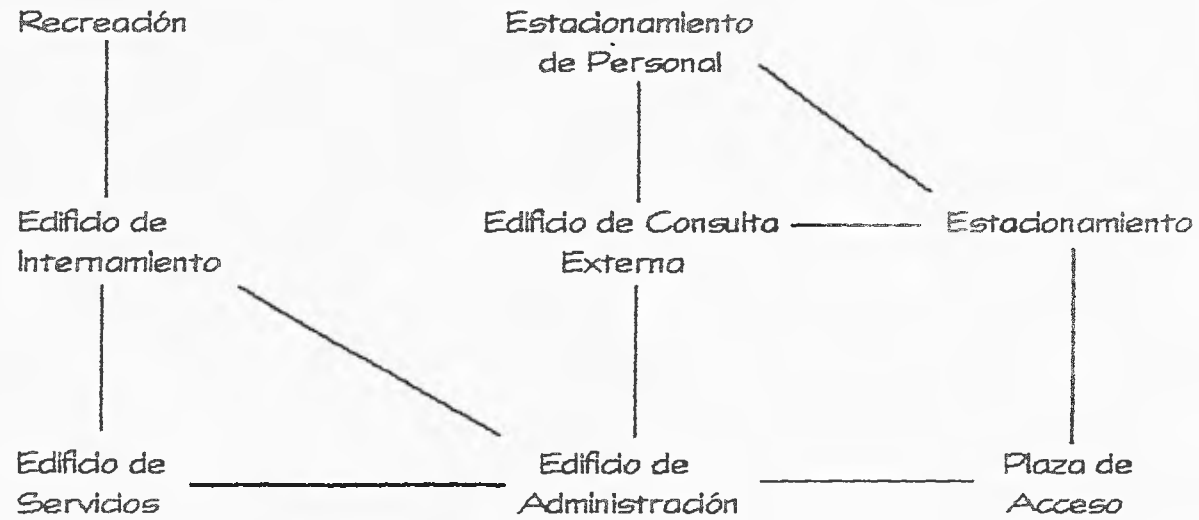 Recreación
Estacionamiento
de Personal
Edificio de
Internamiento
Edificio de Consulta
Externa
Estacionamiento
Edificio de
Servicios
Edificio de
Administración
Plaza de
Acceso